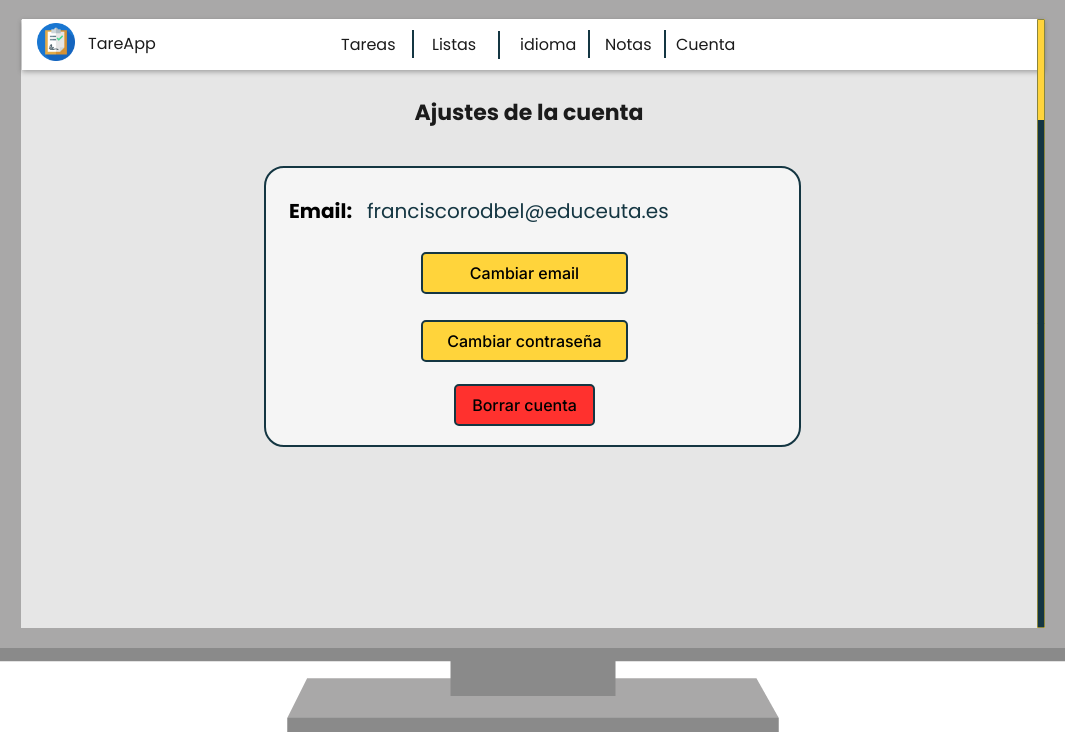 TareApp
Tareas Listas idioma Notas Cuenta
Ajustes de la cuenta
Email: franciscorodbel@educeuta.es
Cambiar email
Cambiar contraseña
Borrar cuenta